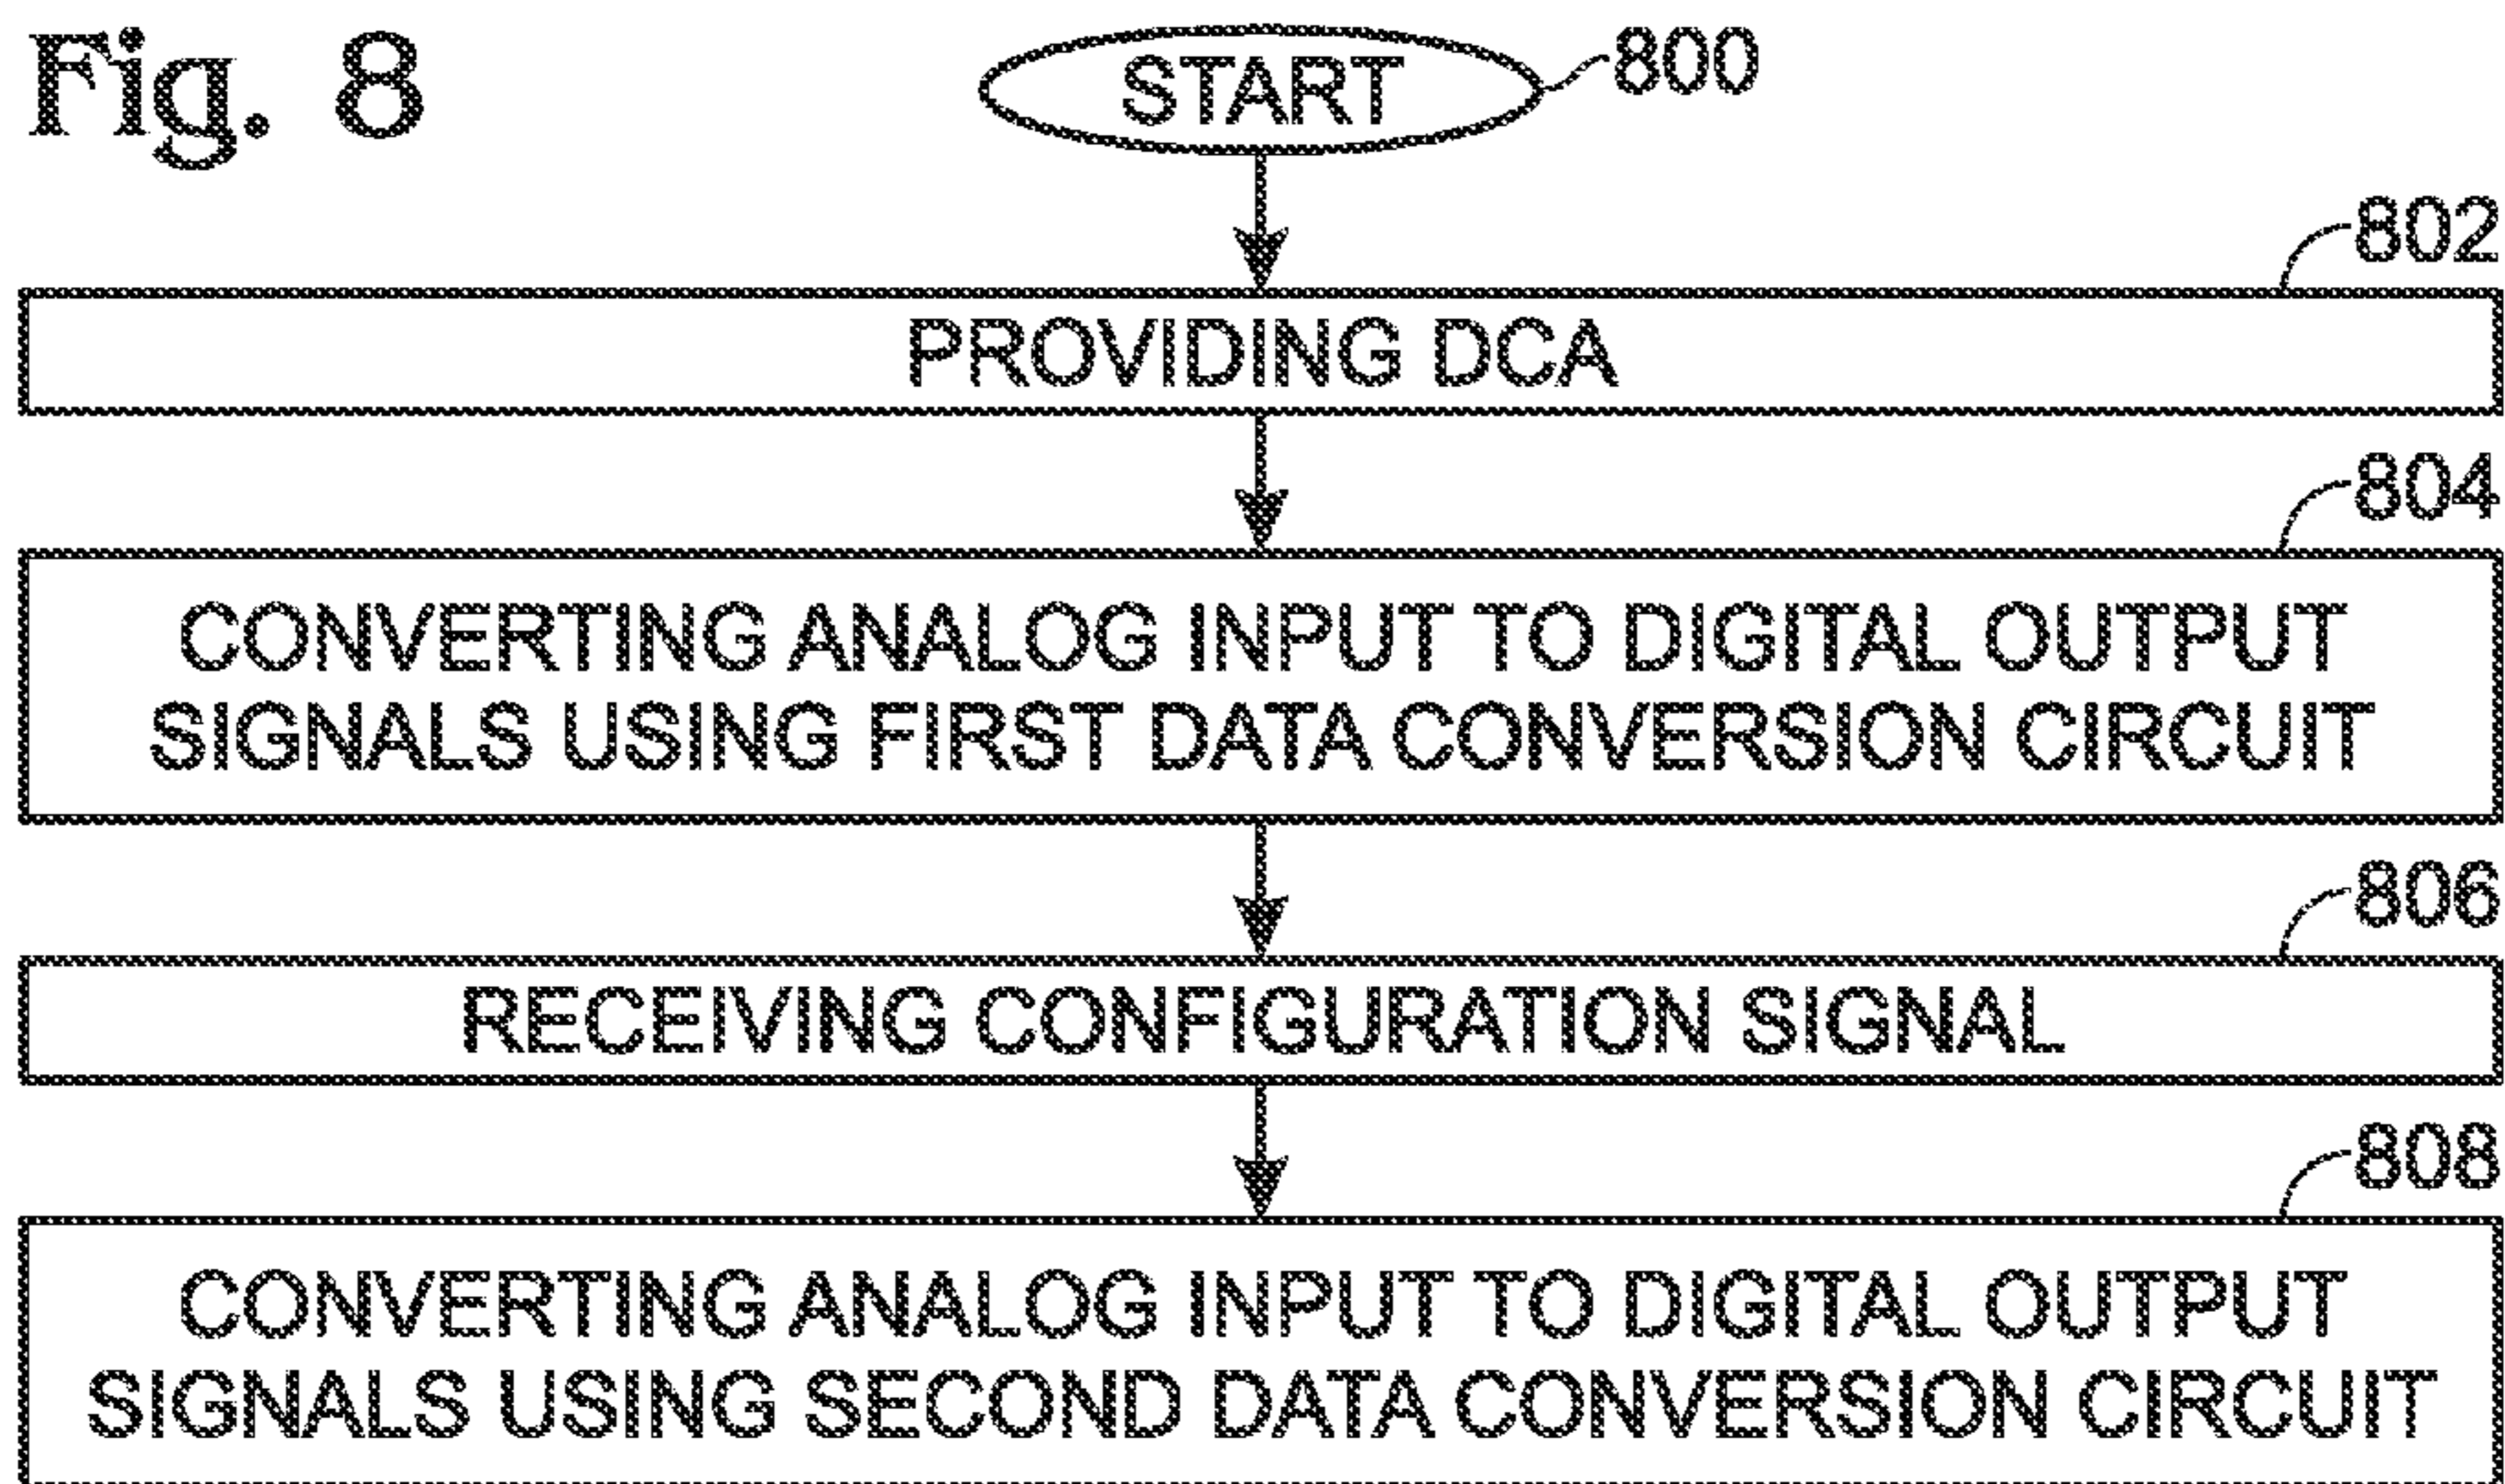 Fig. 8
START
800
802
PROVIDING DCA
804
CONVERTING ANALOG INPUT TO DIGITAL OUTPUT
SIGNALS USING FIRST DATA CONVERSION CIRCUIT
806
RECEIVING CONFIGURATION SIGNAL
808
CONVERTING ANALOG INPUT TO DIGITAL OUTPUT
SIGNALS USING SECOND DATA CONVERSION CIRCUIT